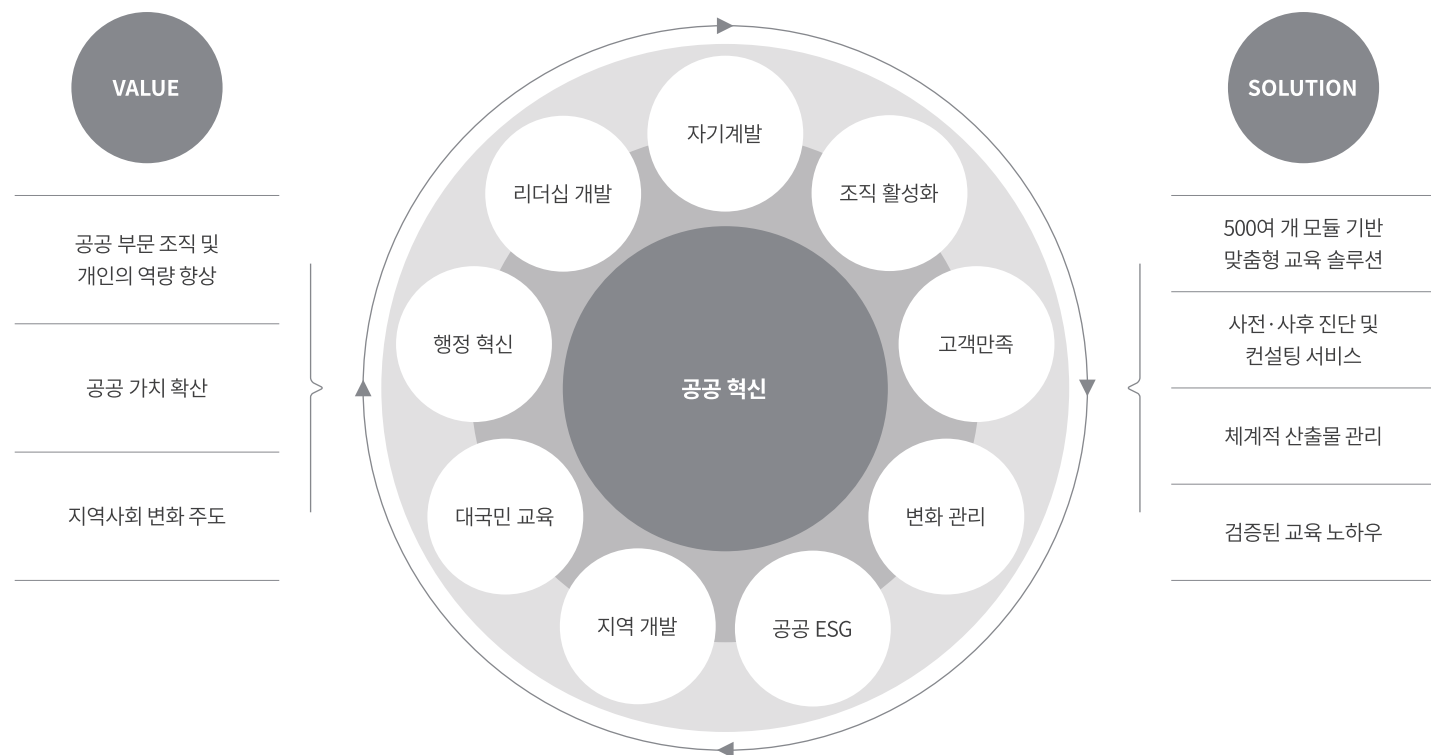 VALUE
공공 부문 조직 및
개인의 역량 향상
공공 가치 확산
지역사회 변화 주도
자기계발
조직 활성화
고객만족
변화 관리
공공 ESG
지역 개발
대국민 교육
행정 혁신
리더십 개발
공공 혁신
SOLUTION
500여 개 모듈 기반
맞춤형 교육 솔루션
사전·사후 진단 및
컨설팅 서비스
체계적 산출물 관리
검증된 교육 노하우